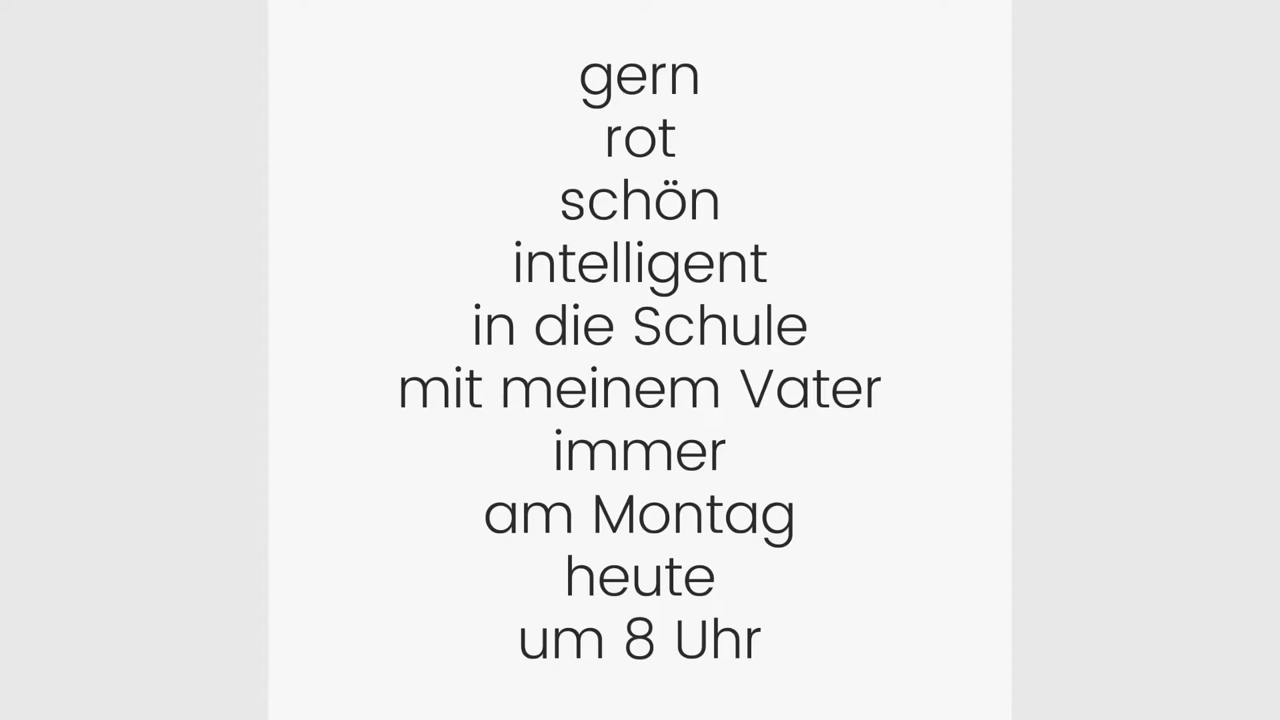 gern
rot
schön
intelligent
in die Schule
mit meinem Vater
immer
am Montag
heute
um 8 Uhr